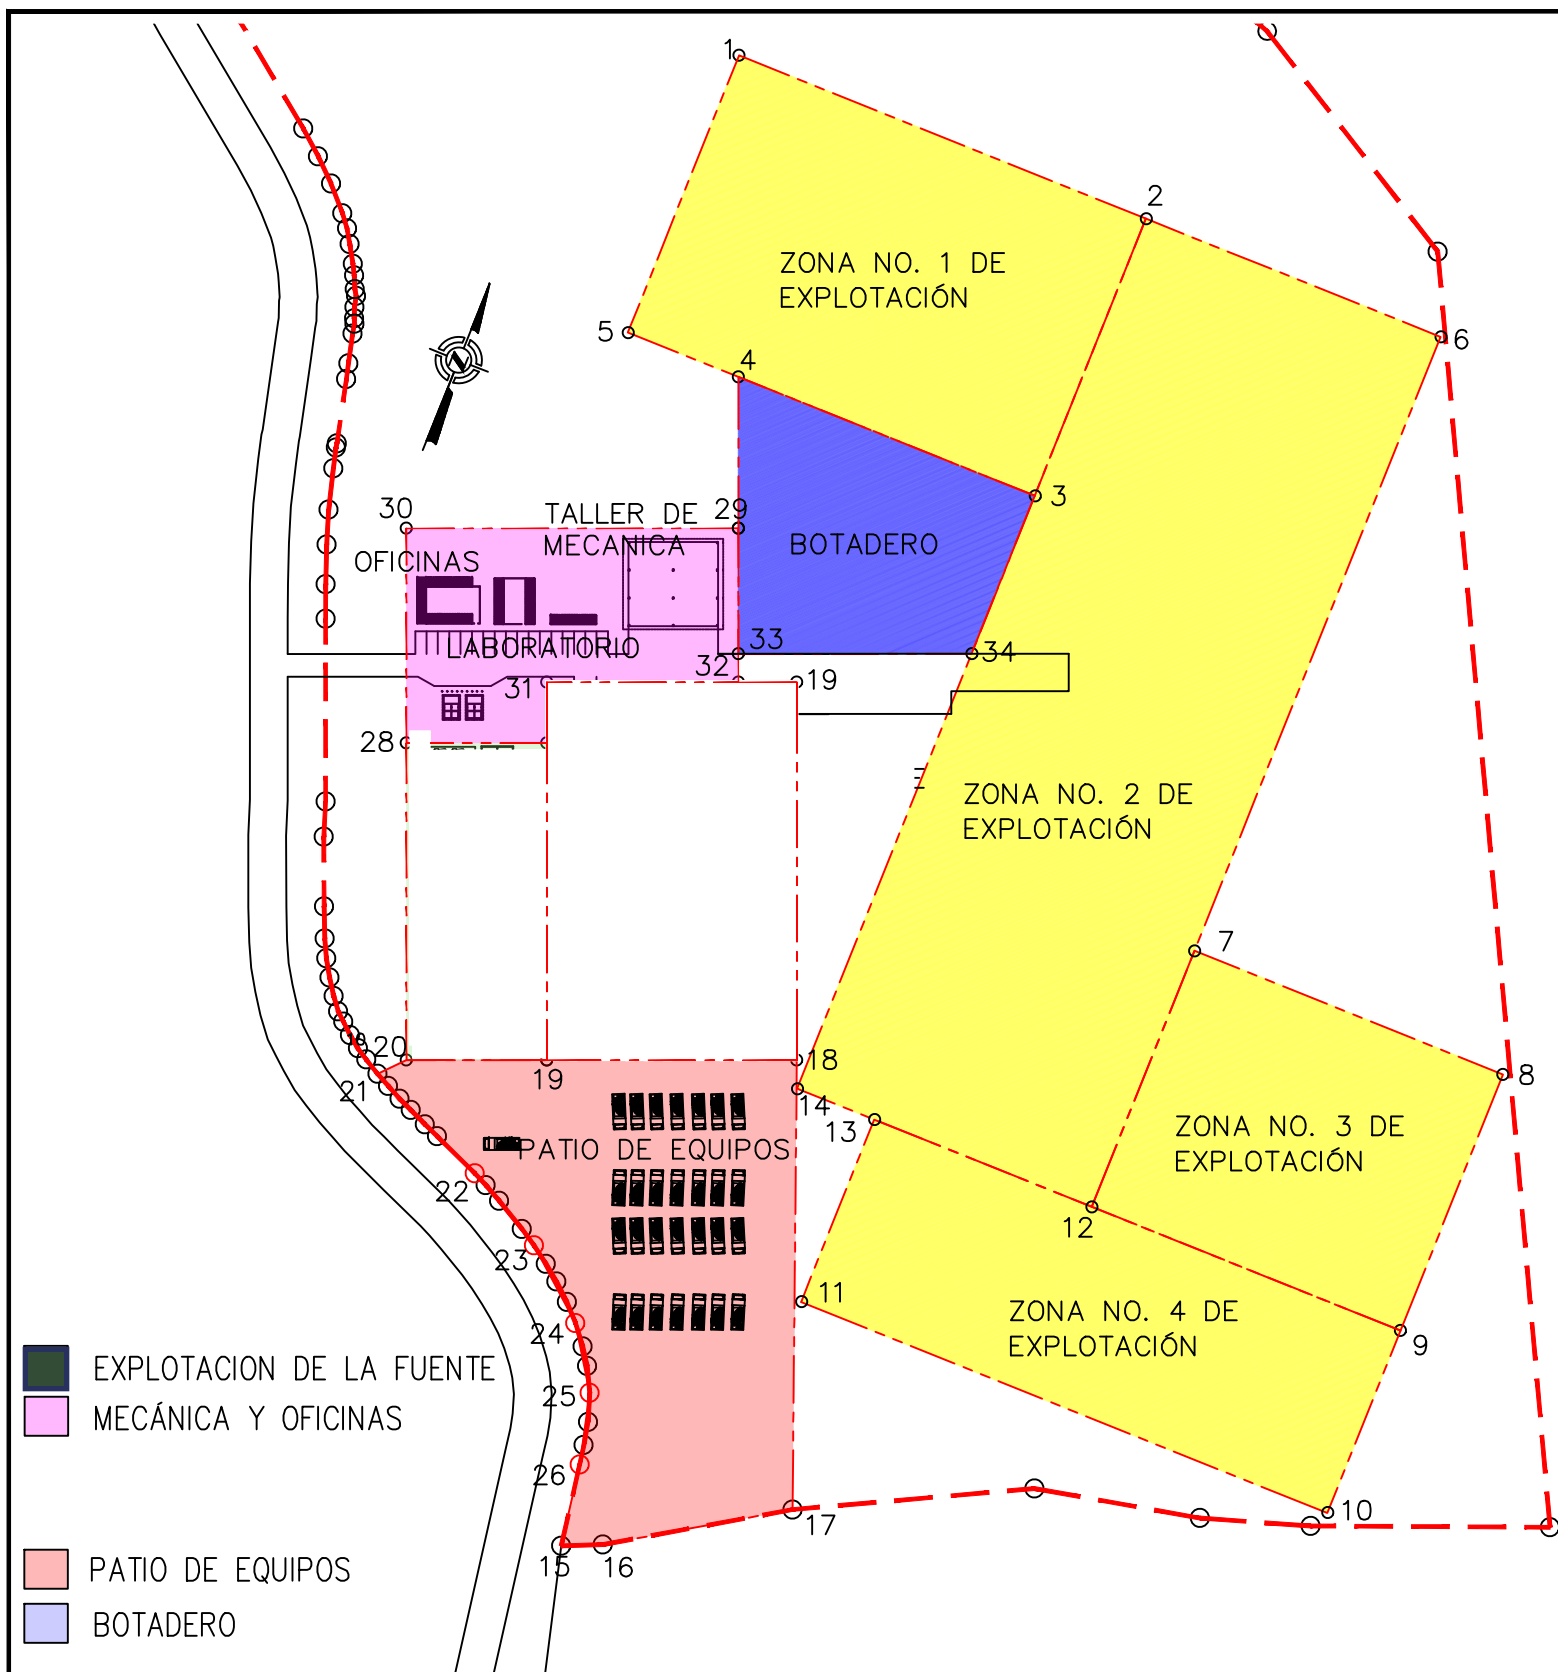 1
2
ZONA NO. 1 DE
EXPLOTACIÓN
5
6
4
N
3
30
TALLER DE
29
MECANICA
BOTADERO
OFICINAS
LABORATORIO
33
34
32
31
19
28
ZONA NO. 2 DE
EXPLOTACIÓN
7
20
19
18
8
21
14
13
ZONA NO. 3 DE
EXPLOTACIÓN
PATIO DE EQUIPOS
22
12
23
11
ZONA NO. 4 DE
EXPLOTACIÓN
24
9
EXPLOTACION DE LA FUENTE
25
MECÁNICA Y OFICINAS
26
10
17
15
16
PATIO DE EQUIPOS
BOTADERO